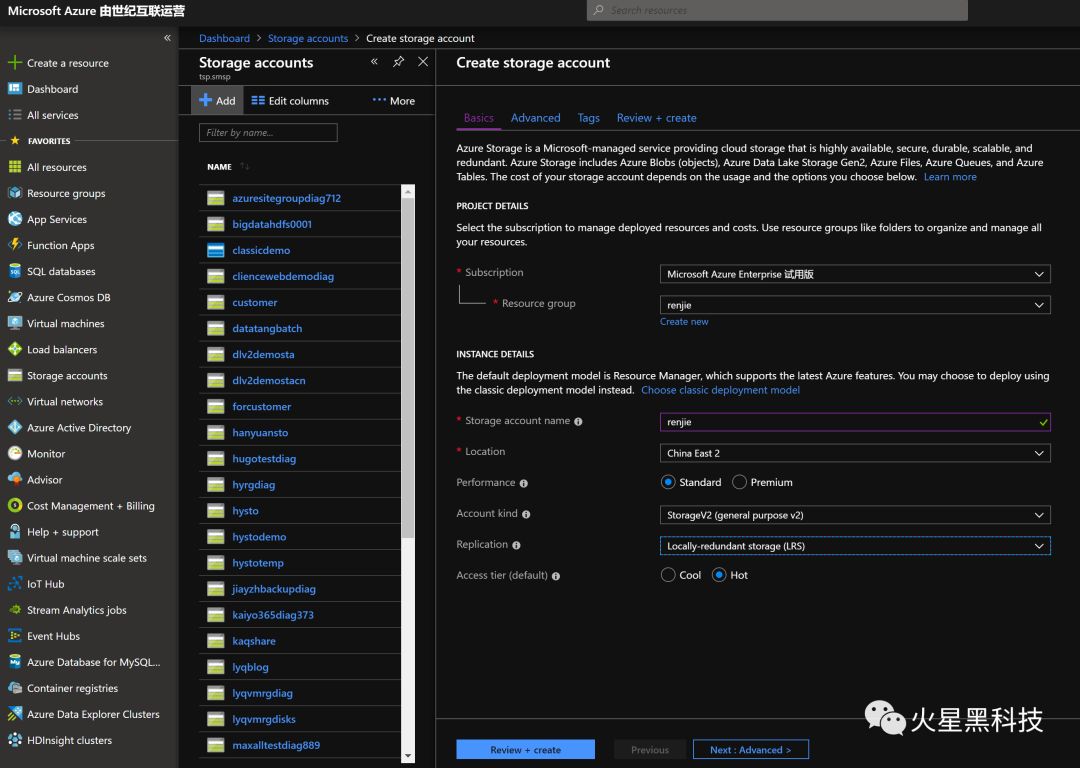 Microsoft Azure 由世纪互联运营
Search resources
Create a resource
Dashboard
All services
FAVORITES
All resources
Resource groups
App Services
Function Apps
SQL databases
Azure Cosmos DB
Virtual machines
Load balancers
Storage accounts
Virtual networks
Azure Active Directory
Monitor
Advisor
Cost Management + Billing
Help + support
Virtual machine scale sets
IoT Hub
Stream Analytics jobs
Event Hubs
Azure Database for MySQL...
Container registries
Azure Data Explorer Clusters
HDInsight clusters
Dashboard > Storage accounts > Create storage account
Storage accounts
tsp.smsp
Add Edit columns More
Filter by name...
NAME
azuresitegroupdiag712
bigdatahdfs0001
classicdemo
cliencewebdemodiag
customer
datatangbatch
dlv2demosta
dlv2demostacn
forcustomer
hanyuansto
hugotestdiag
hyrgdiag
hysto
hystodemo
hystotemp
jiayzhbackupdiag
kaiyo365diag373
kaqshare
lyqblog
lyqvmrgdiag
lyqvmrgdisks
maxalltestdiag889
Create storage account
Basics Advanced Tags Review + create
Azure Storage is a Microsoft-managed service providing cloud storage that is highly available, secure, durable, scalable, and
redundant. Azure Storage includes Azure Blobs (objects), Azure Data Lake Storage Gen2, Azure Files, Azure Queues, and Azure
Tables. The cost of your storage account depends on the usage and the options you choose below. Learn more
PROJECT DETAILS
Select the subscription to manage deployed resources and costs. Use resource groups like folders to organize and manage all
your resources.
* Subscription Microsoft Azure Enterprise 试用版
* Resource group renjie
Create new
INSTANCE DETAILS
The default deployment model is Resource Manager, which supports the latest Azure features. You may choose to deploy using
the classic deployment model instead. Choose classic deployment model
* Storage account name renjie
* Location China East 2
Performance Standard Premium
Account kind StorageV2 (general purpose v2)
Replication Locally-redundant storage (LRS)
Access tier (default) Cool Hot
火星黑科技
Review + create Previous Next : Advanced >